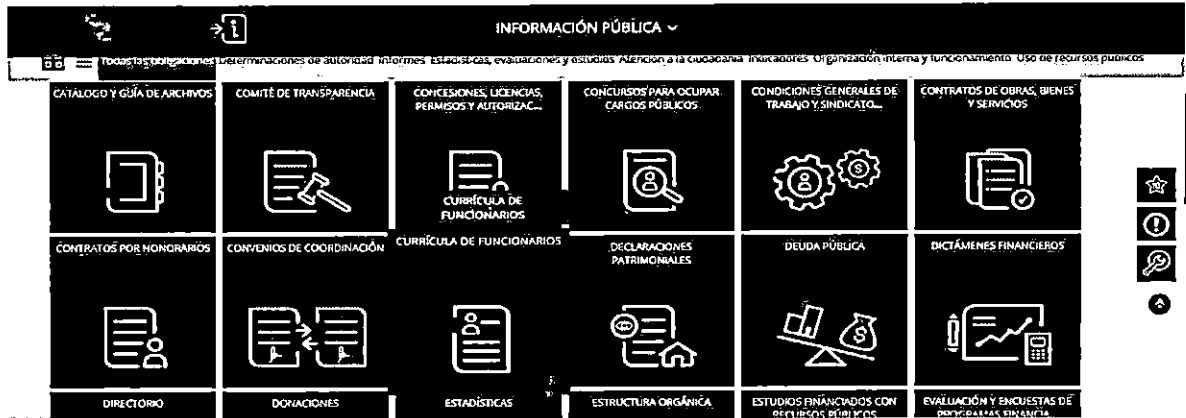 INFORMACIÓN PÚBLICA
Todas las obligaciones Determinaciones de autoridad Informes Estadísticas, evaluaciones y estudios Atención a la ciudadanía Indicadores Organización interna y funcionamiento Uso de recursos públicos
CATÁLOGO Y GUÍA DE ARCHIVOS
COMITÉ DE TRANSPARENCIA
CONCESIONES, LICENCIAS,
PERMISOS Y AUTORIZAC...
CONCURSOS PARA OCUPAR
CARGOS PÚBLICOS
CONDICIONES GENERALES DE
TRABAJO Y SINDICATO...
CONTRATOS DE OBRAS, BIENES
Y SERVICIOS
CURRÍCULA DE
FUNCIONARIOS
CONTRATOS POR HONORARIOS
CONVENIOS DE COORDINACIÓN
CURRÍCULA DE FUNCIONARIOS
DECLARACIONES
PATRIMONIALES
DEUDA PÚBLICA
DICTÁMENES FINANCIEROS
DIRECTORIO
DONACIONES
ESTADÍSTICAS
ESTRUCTURA ORGÁNICA
ESTUDIOS FINANCIADOS CON
RECURSOS PÚBLICOS
EVALUACIÓN Y ENCUESTAS DE
PROGRAMAS FINANCIA...